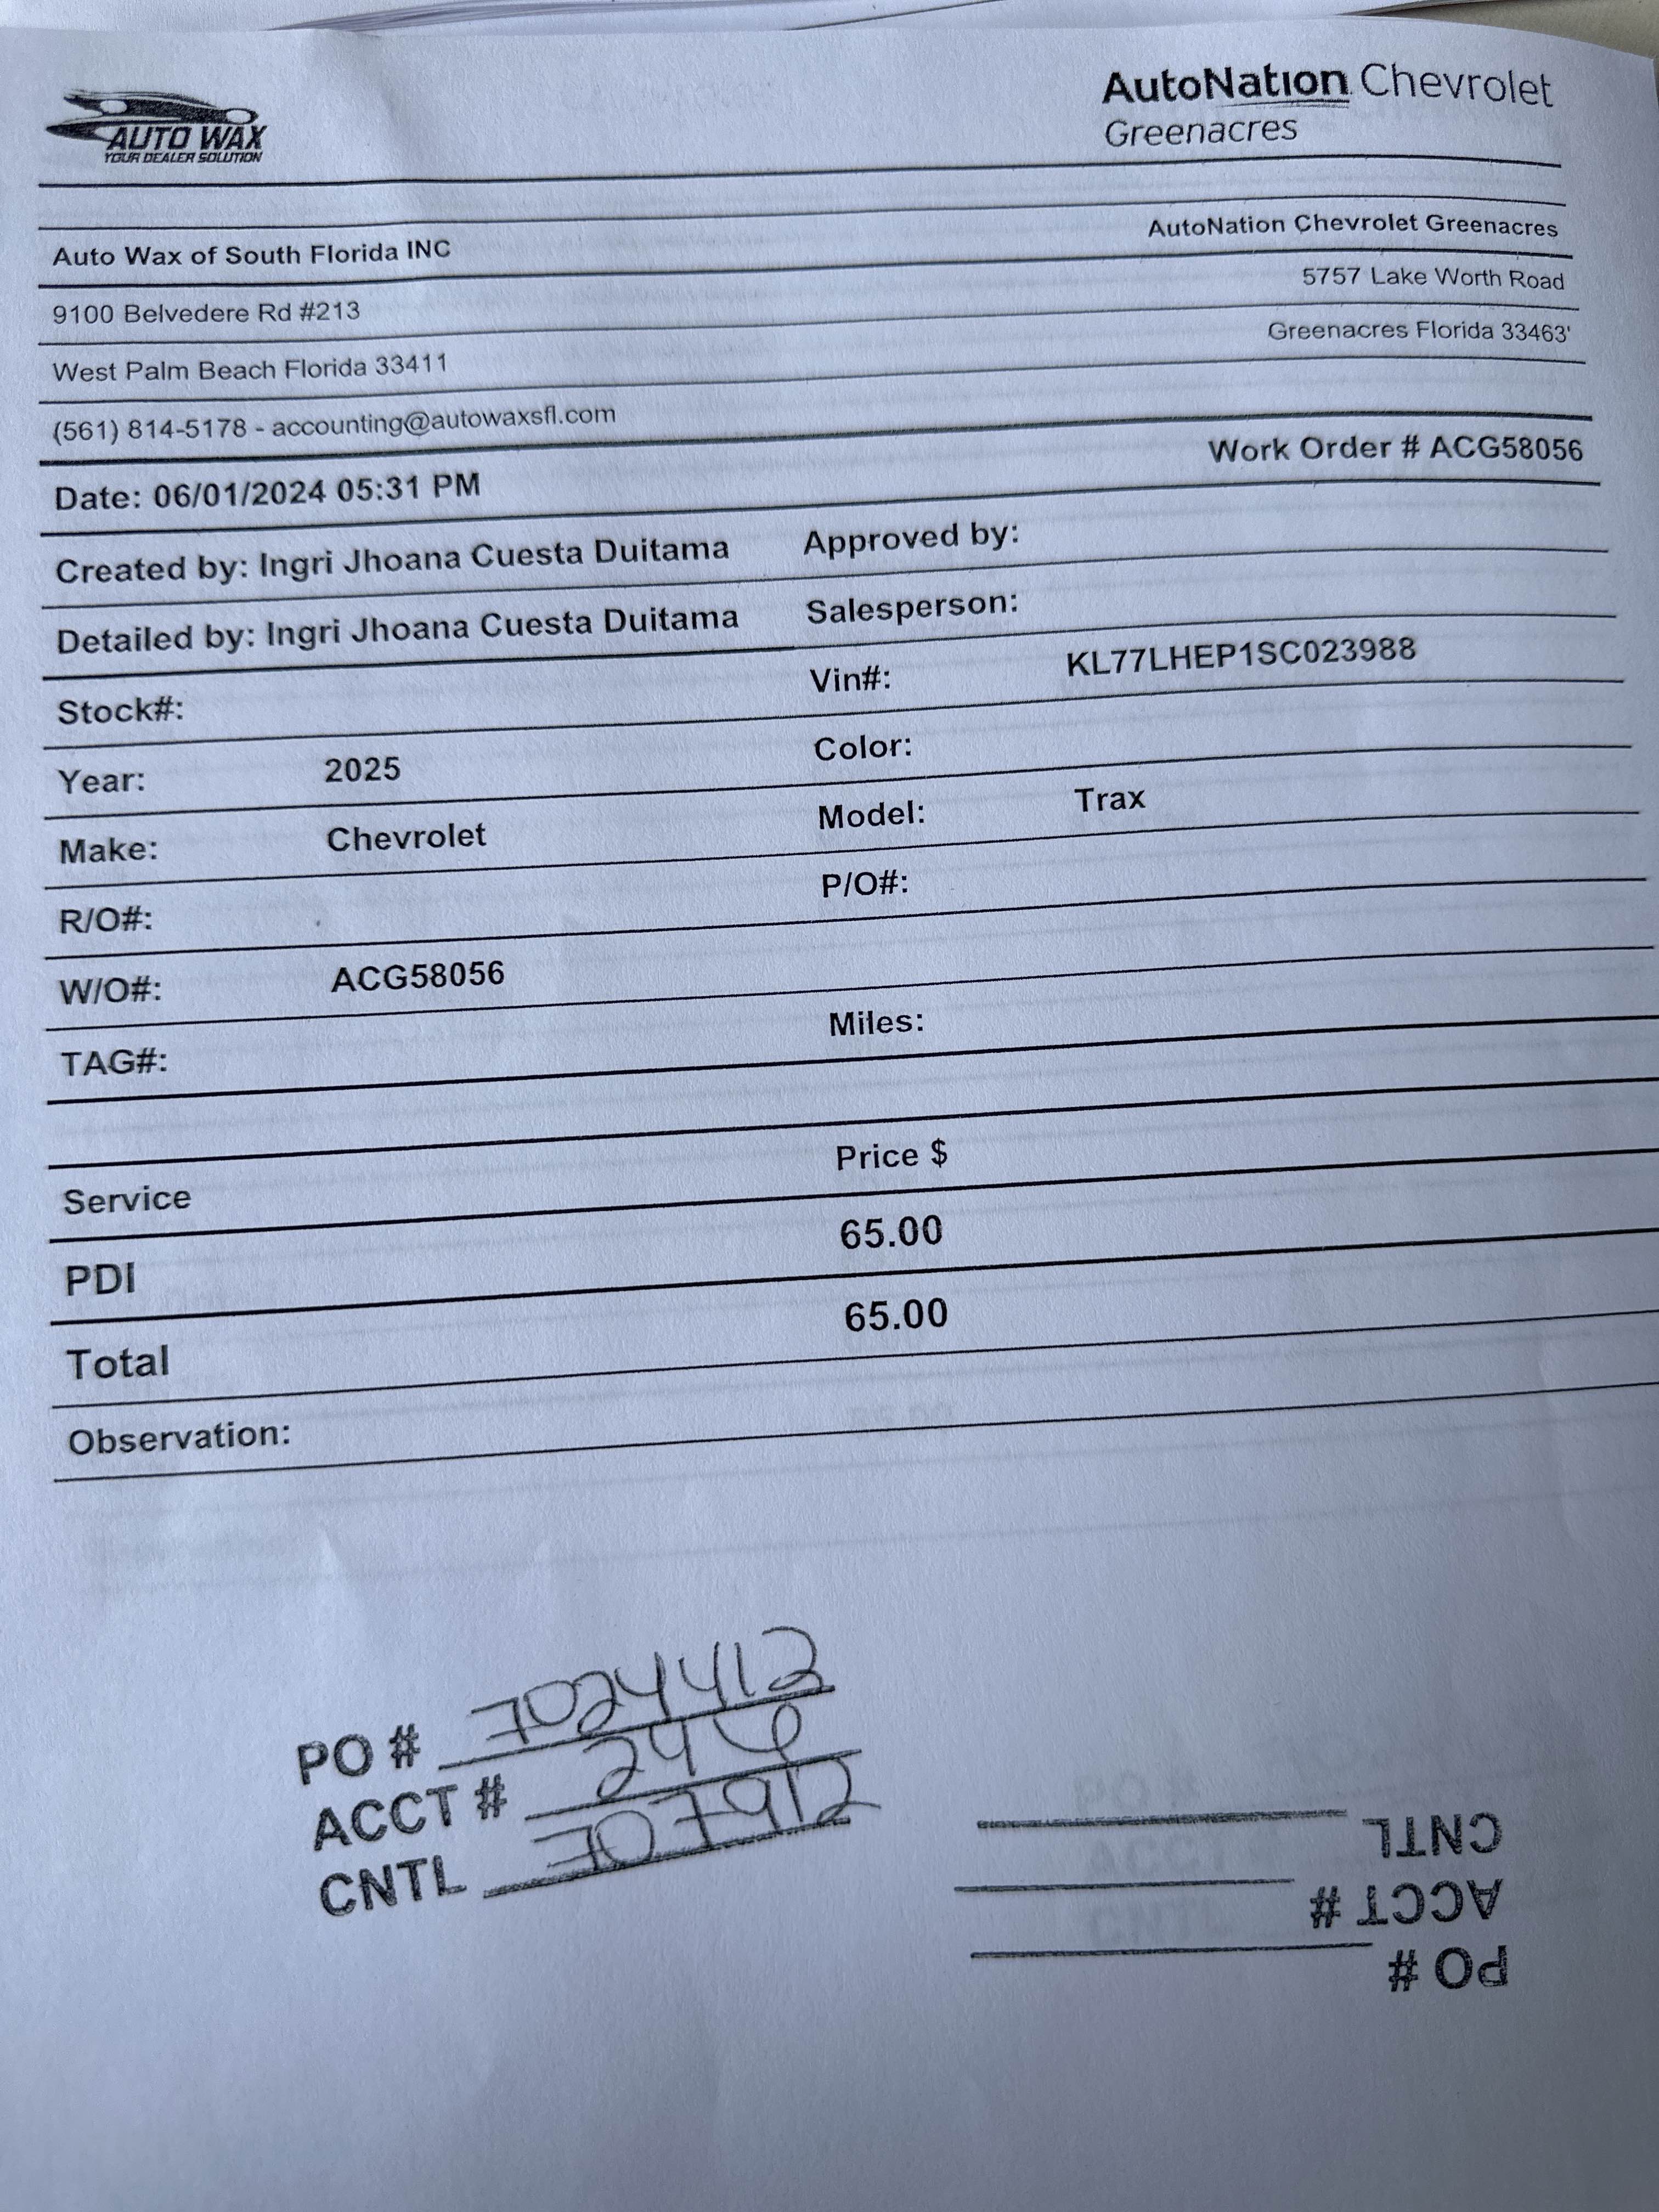 AUTO WAX
YOUR DEALER SOLUTION
AutoNation Chevrolet
Greenacres
Auto Wax of South Florida INC
AutoNation Chevrolet Greenacres
9100 Belvedere Rd #213
5757 Lake Worth Road
West Palm Beach Florida 33411
Greenacres Florida 33463'
(561) 814-5178 - accounting@autowaxsfl.com
Date: 06/01/2024 05:31 PM
Work Order # ACG58056
Created by: Ingri Jhoana Cuesta Duitama Approved by:
Detailed by: Ingri Jhoana Cuesta Duitama Salesperson:
Stock#: Vin#: KL77LHEP1SC023988
Year: 2025 Color:
Make: Chevrolet Model: Trax
R/O#: P/O#:
W/O#: ACG58056
TAG#: Miles:
Service Price $
PDI 65.00
Total 65.00
Observation:
PO # 7024412
ACCT # 246
CNTL 707912
PO #
ACCT #
CNTL